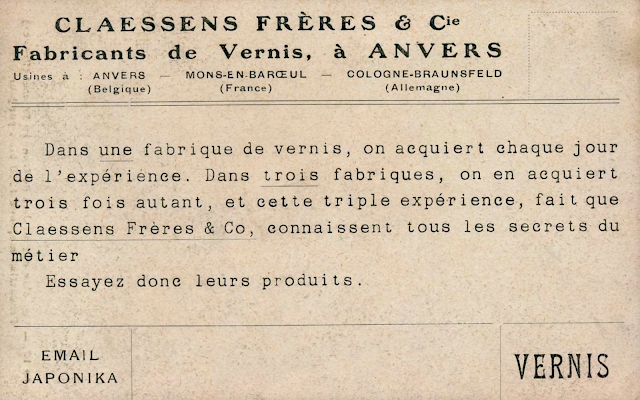 CLAESSENS FRÈRES & Cie
Fabricants de Vernis, à ANVERS
Usines à : ANVERS — MONS-EN-BARŒUL — COLOGNE-BRAUNSFELD
(Belgique) (France) (Allemagne)
Dans une fabrique de vernis, on acquiert chaque jour
de l'expérience. Dans trois fabriques, on en acquiert
trois fois autant, et cette triple expérience, fait que
Claessens Frères & Co, connaissent tous les secrets du
métier
Essayez donc leurs produits.
EMAIL
JAPONIKA
VERNIS